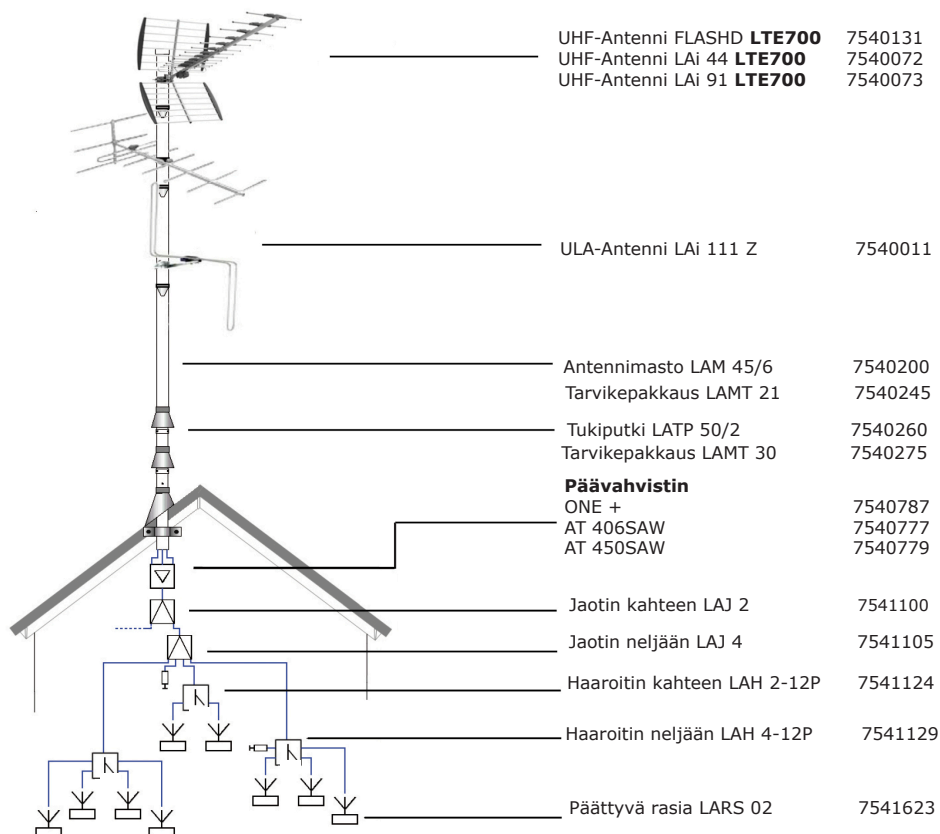 UHF-Antenni FLASHD LTE700 7540131
UHF-Antenni LAi 44 LTE700 7540072
UHF-Antenni LAi 91 LTE700 7540073
ULA-Antenni LAi 111 Z 7540011
Antennimasto LAM 45/6 7540200
Tarvikepakkaus LAMT 21 7540245
Tukiputki LATP 50/2 7540260
Tarvikepakkaus LAMT 30 7540275
Päävahvistin
ONE + 7540787
AT 406SAW 7540777
AT 450SAW 7540779
Jaotin kahteen LAJ 2 7541100
Jaotin neljään LAJ 4 7541105
Haaroitin kahteen LAH 2-12P 7541124
Haaroitin neljään LAH 4-12P 7541129
Päättyvä rasia LARS 02 7541623